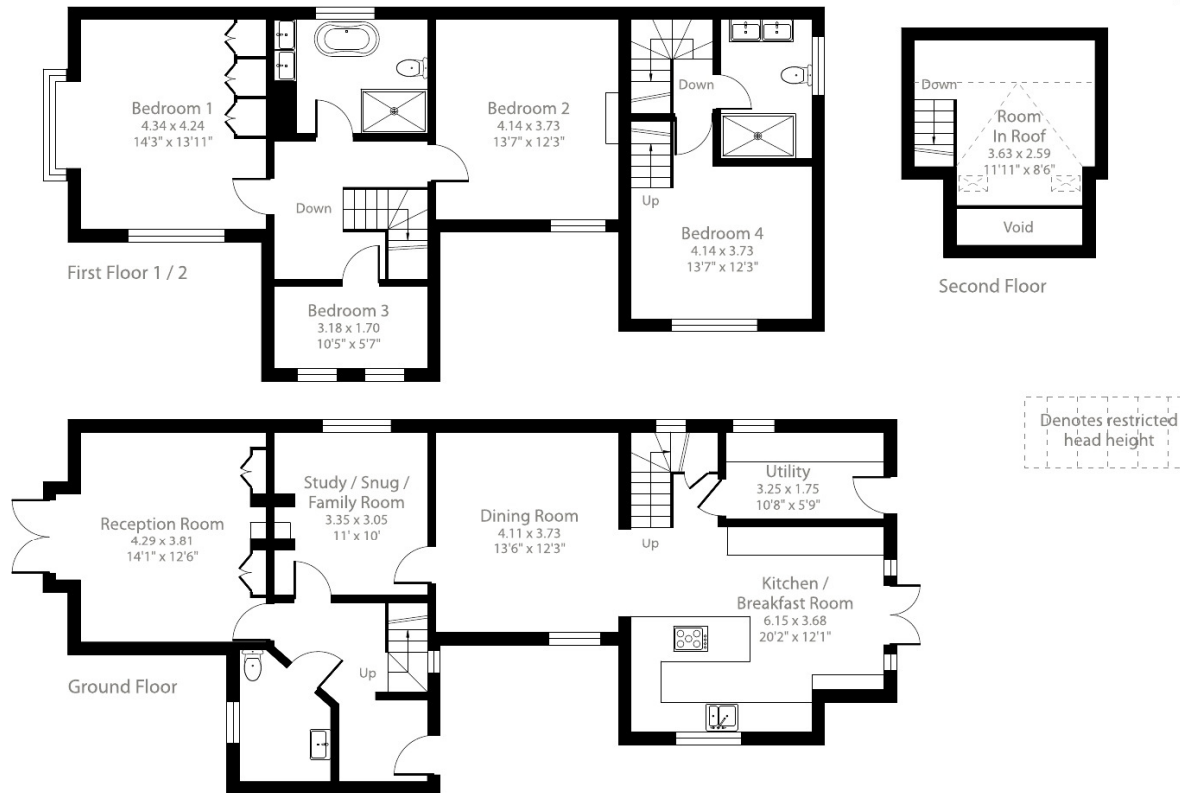 Bedroom 1
4.34 x 4.24
14'3" x 13'11"
Bedroom 2
4.14 x 3.73
13'7" x 12'3"
Down
Down
Up
Bedroom 4
4.14 x 3.73
13'7" x 12'3"
Bedroom 3
3.18 x 1.70
10'5" x 5'7"
First Floor 1 / 2
Down
Room
In Roof
3.63 x 2.59
11'11" x 8'6"
Void
Second Floor
Denotes restricted
head height
Reception Room
4.29 x 3.81
14'1" x 12'6"
Study / Snug /
Family Room
3.35 x 3.05
11' x 10'
Dining Room
4.11 x 3.73
13'6" x 12'3"
Up
Utility
3.25 x 1.75
10'8" x 5'9"
Kitchen /
Breakfast Room
6.15 x 3.68
20'2" x 12'1"
Up
Ground Floor